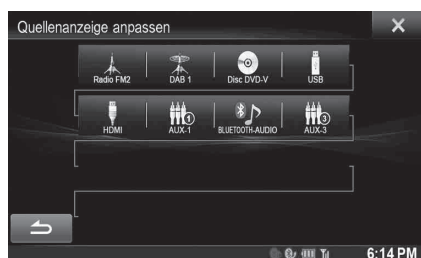 Quellenanzeige anpassen
Radio FM2 DAB 1 Disc DVD-V USB
HDMI AUX-1 BLUETOOTH-AUDIO AUX-3
6:14 PM